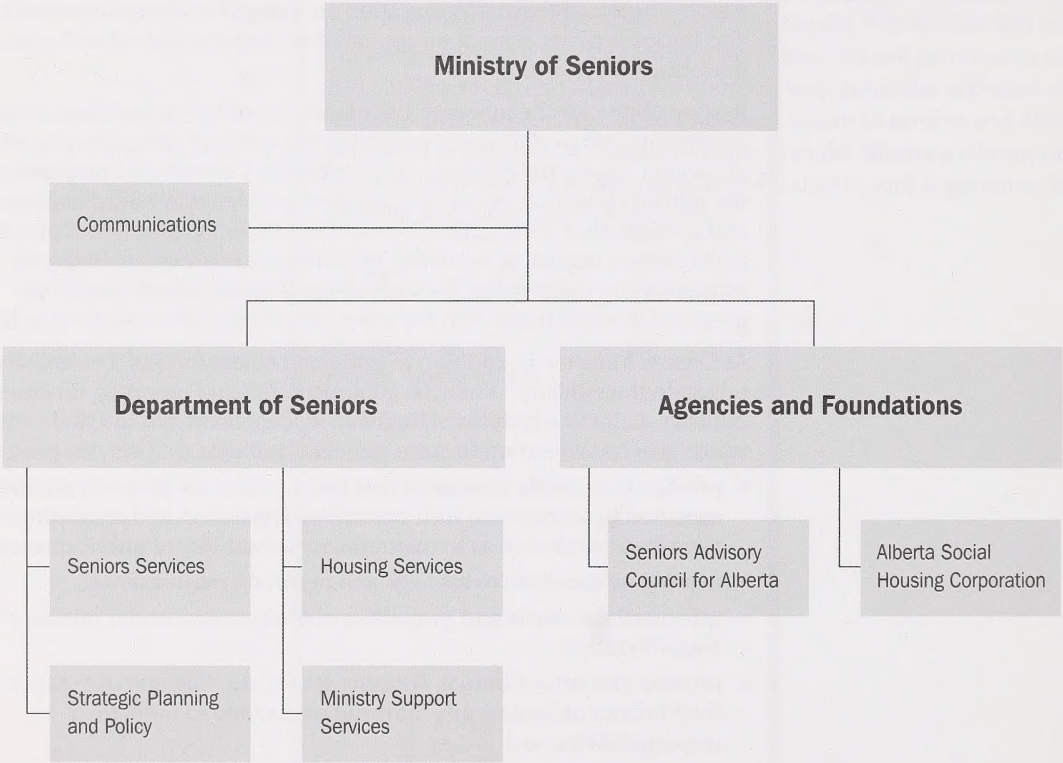 Ministry of Seniors
Communications
Department of Seniors
Agencies and Foundations
Seniors Services
Housing Services
Seniors Advisory
Council for Alberta
Alberta Social
Housing Corporation
Strategic Planning
and Policy
Ministry Support
Services